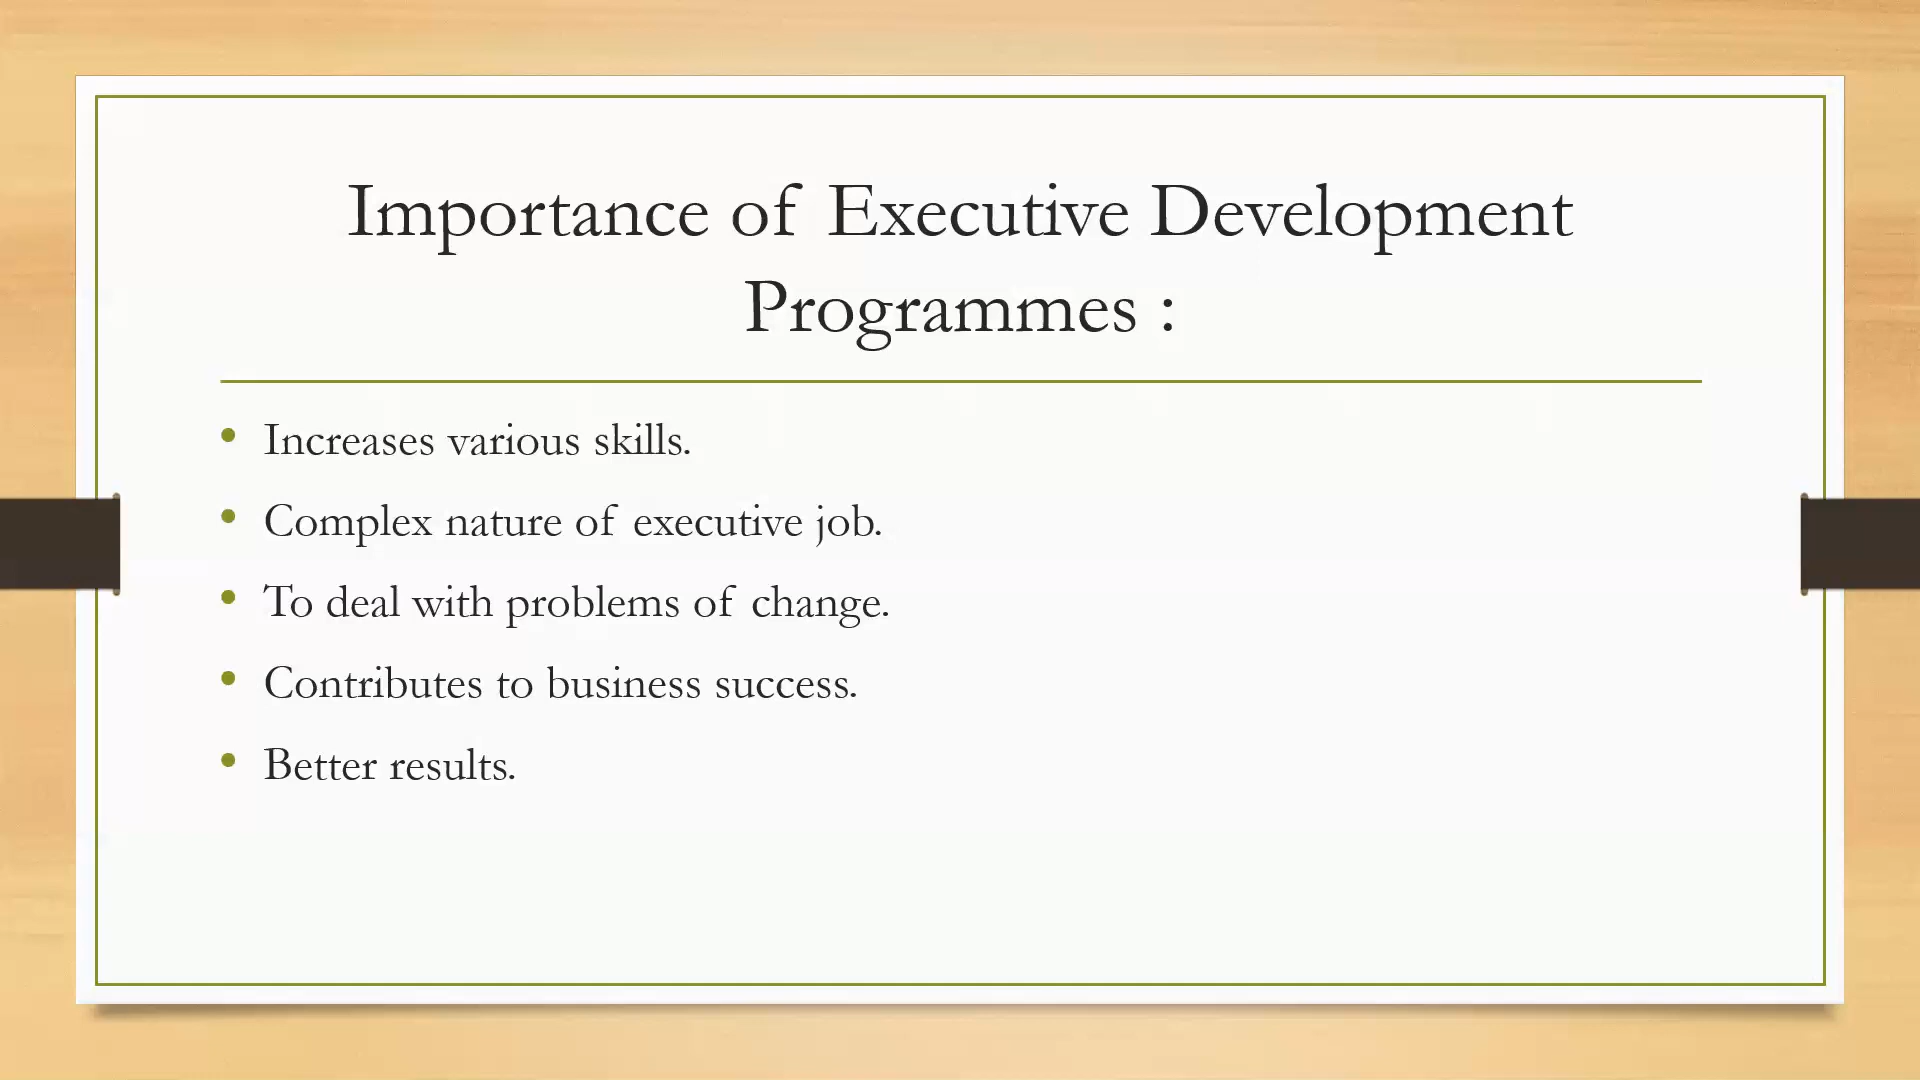 Importance of Executive Development
Programmes :
• Increases various skills.
• Complex nature of executive job.
• To deal with problems of change.
• Contributes to business success.
• Better results.